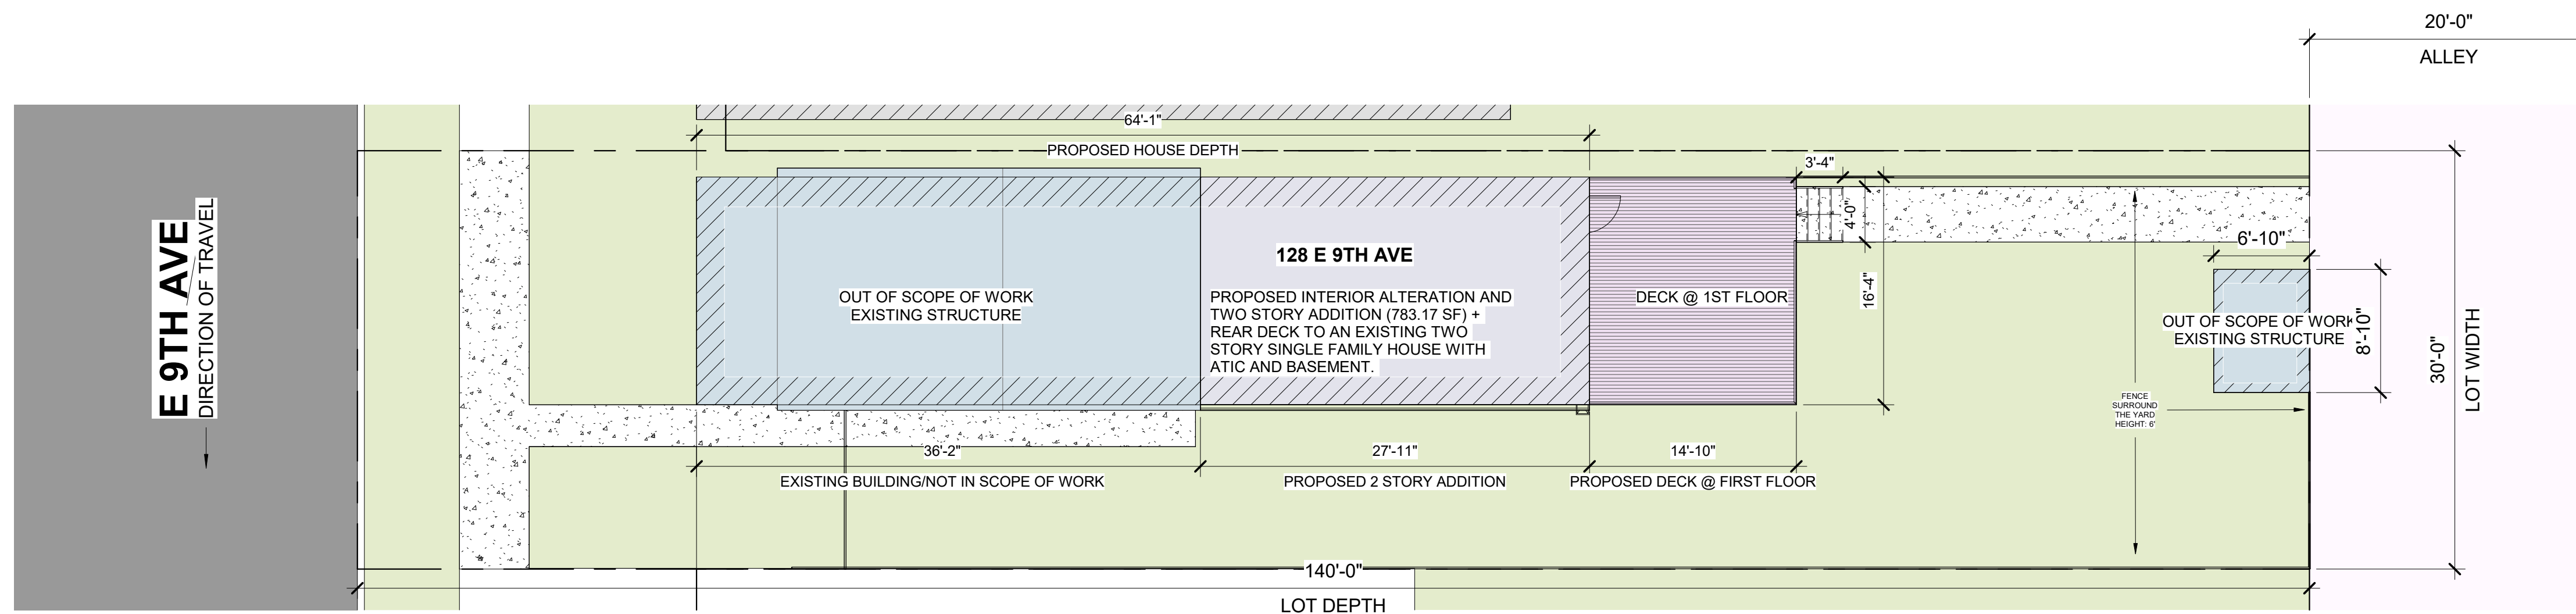 20'-0"
ALLEY
64'-1"
PROPOSED HOUSE DEPTH
3'-4"
4'-0"
16'-4"
6'-10"
8'-10"
30'-0"
LOT WIDTH
E 9TH AVE
DIRECTION OF TRAVEL
OUT OF SCOPE OF WORK
EXISTING STRUCTURE
128 E 9TH AVE
PROPOSED INTERIOR ALTERATION AND
TWO STORY ADDITION (783.17 SF) +
REAR DECK TO AN EXISTING TWO
STORY SINGLE FAMILY HOUSE WITH
ATIC AND BASEMENT.
DECK @ 1ST FLOOR
OUT OF SCOPE OF WORK
EXISTING STRUCTURE
FENCE
SURROUND
THE YARD
HEIGHT: 6'
36'-2"
EXISTING BUILDING/NOT IN SCOPE OF WORK
27'-11"
PROPOSED 2 STORY ADDITION
14'-10"
PROPOSED DECK @ FIRST FLOOR
140'-0"
LOT DEPTH